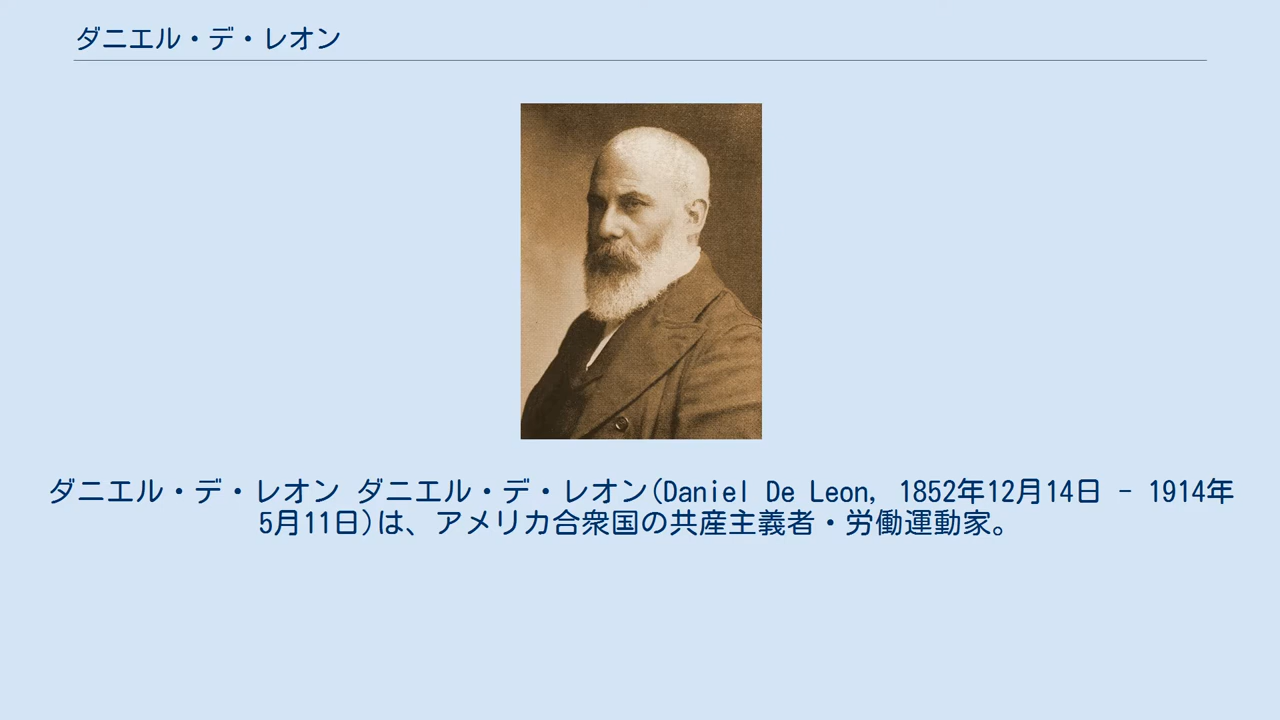 ダニエル・デ・レオン
ダニエル・デ・レオン ダニエル・デ・レオン(Daniel De Leon, 1852年12月14日 - 1914年
5月11日)は、アメリカ合衆国の共産主義者・労働運動家。